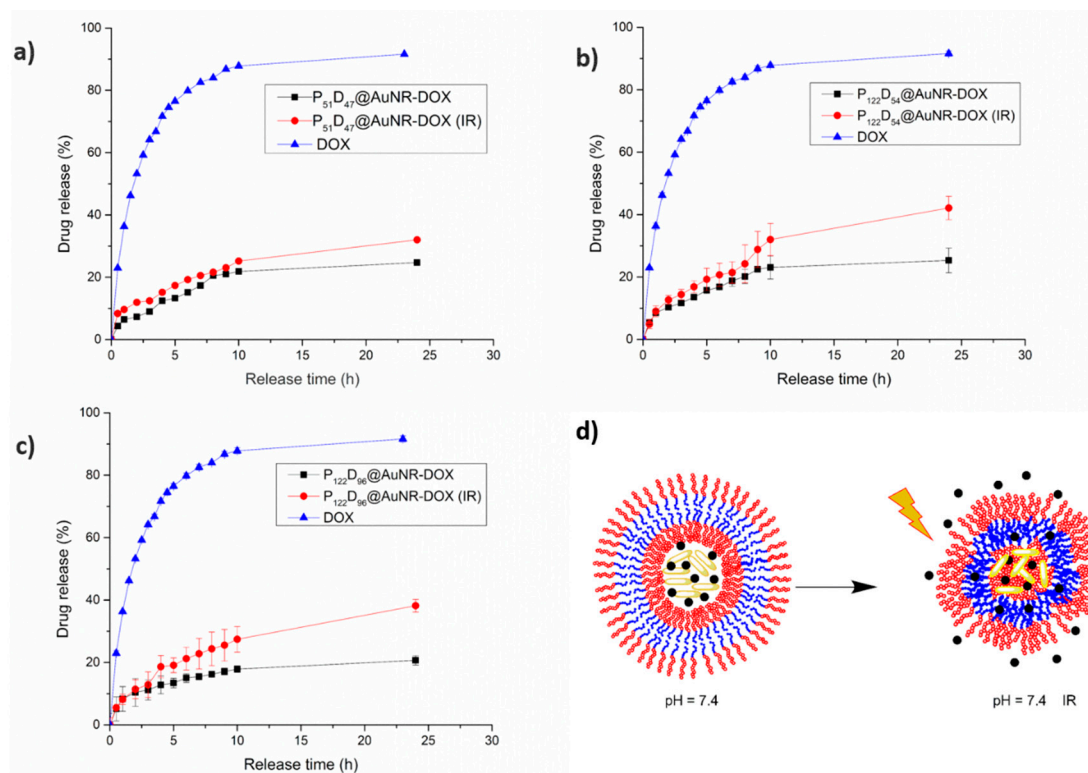 a)
100
80
60
40
20
0
Drug release (%)
P₅₁D₄₇@AuNR-DOX
P₅₁D₄₇@AuNR-DOX (IR)
DOX
0 5 10 15 20 25 30
Release time (h)
b)
100
80
60
40
20
0
Drug release (%)
P₁₂₂D₅₄@AuNR-DOX
P₁₂₂D₅₄@AuNR-DOX (IR)
DOX
0 5 10 15 20 25 30
Release time (h)
c)
100
80
60
40
20
0
Drug release (%)
P₁₂₂D₉₆@AuNR-DOX
P₁₂₂D₉₆@AuNR-DOX (IR)
DOX
0 5 10 15 20 25 30
Release time (h)
d)
pH = 7.4
pH = 7.4 IR